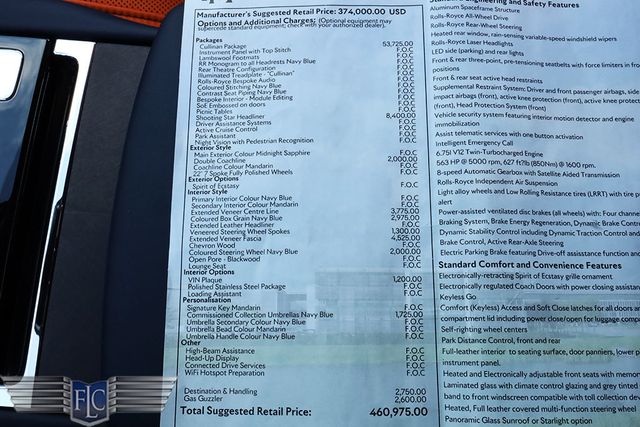 Manufacturer's Suggested Retail Price: 374,000.00 USD
Options and Additional Charges: (Optional equipment may
supercede standard equipment; check with your authorized dealer).
Packages
Cullinan Package 53,725.00
Instrument Panel with Top Stitch F.O.C
Lambswool Footmats F.O.C
RR Monogram to all Headrests Navy Blue F.O.C
Rear Theatre Configuration F.O.C
Illuminated Treadplate - "Cullinan" F.O.C
Rolls-Royce Bespoke Audio F.O.C
Coloured Stitching Navy Blue F.O.C
Contrast Seat Piping Navy Blue F.O.C
Bespoke Interior - Module Editing F.O.C
SoE Embossed on doors F.O.C
Picnic Tables F.O.C
Shooting Star Headliner 8,400.00
Driver Assistance Systems F.O.C
Active Cruise Control F.O.C
Park Assistant F.O.C
Night Vision with Pedestrian Recognition F.O.C
Exterior Style
Main Exterior Colour Midnight Sapphire F.O.C
Double Coachline 2,000.00
Coachline Colour Mandarin F.O.C
22" 7 Spoke Fully Polished Wheels F.O.C
Exterior Options
Spirit of Ecstasy F.O.C
Interior Style
Primary Interior Colour Navy Blue F.O.C
Secondary Interior Colour Mandarin F.O.C
Extended Veneer Centre Line 3,775.00
Coloured Box Grain Navy Blue 2,975.00
Extended Leather Headliner F.O.C
Veneered Steering Wheel Spokes 1,300.00
Extended Veneer Fascia 4,525.00
Chevron Wood F.O.C
Coloured Steering Wheel Navy Blue 2,000.00
Open Pore - Blackwood F.O.C
Lounge Seat F.O.C
Interior Options
VIN Plaque 1,200.00
Polished Stainless Steel Package F.O.C
Loading Assistant F.O.C
Personalisation
Signature Key Mandarin F.O.C
Commissioned Collection Umbrellas Navy Blue 1,725.00
Umbrella Secondary Colour Navy Blue F.O.C
Umbrella Bead Colour Mandarin F.O.C
Umbrella Handle Colour Navy Blue F.O.C
Other
High-Beam Assistance F.O.C
Head-Up Display F.O.C
Connected Drive Services F.O.C
WiFi Hotspot Preparation F.O.C
Destination & Handling 2,750.00
Gas Guzzler 2,600.00
Total Suggested Retail Price: 460,975.00
Engineering and Safety Features
Aluminum Spaceframe Structure
Rolls-Royce All-Wheel Drive
Rolls-Royce Rear-Wheel Steering
Heated rear window, rain-sensing variable-speed windshield wipers
Rolls-Royce Laser Headlights
LED side (parking) and rear lights
Front & rear three-point, pre-tensioning seatbelts with force limiters in fro
positions
Front & rear seat active head restraints
Supplemental Restraint System: Driver and front passenger airbags, side
impact airbags (front), active knee protection (front), active knee protection
(front), Head Protection System (front)
Vehicle security system featuring interior motion detector and engine
immobilization
Assist telematic services with one button activation
Intelligent Emergency Call
6.75l V12 Twin-Turbocharged Engine
563 HP @ 5000 rpm, 627 ft?lb (850Nm) @ 1600 rpm.
8-speed Automatic Gearbox with Satellite Aided Transmission
Rolls-Royce Independent Air Suspension
Light alloy wheels and Low Rolling resistance Tires (LRRT) with tire pr
alert
Power-assisted ventilated disc brakes (all wheels) with: Four channel
Braking System, Brake Energy Regeneration, Dynamic Brake Contr
Dynamic Stability Control including Dynamic Traction Control and
Brake Control, Active Rear-Axle Steering
Electric Parking Brake featuring Drive-off assistance function and
Standard Comfort and Convenience Features
Electronically-retracting Spirit of Ecstasy grille ornament.
Electronically regulated Coach Doors with power closing assistan
Keyless Go
Comfort (Keyless) Access and Soft Close latches for all doors an
compartment lid including power close/open for luggage compa
Self-righting wheel centers
Park Distance Control, front and rear
Full-leather interior to seating surface, door panniers, lower p
instrument panel.
Heated and Electronically adjustable front seats with memor
Laminated glass with climate control glazing and grey tinted
band on front windshield compatible with toll collection dev
Heated, Full leather covered multi-function steering wheel
Panoramic Glass Sunroof or Starlight option
FLC